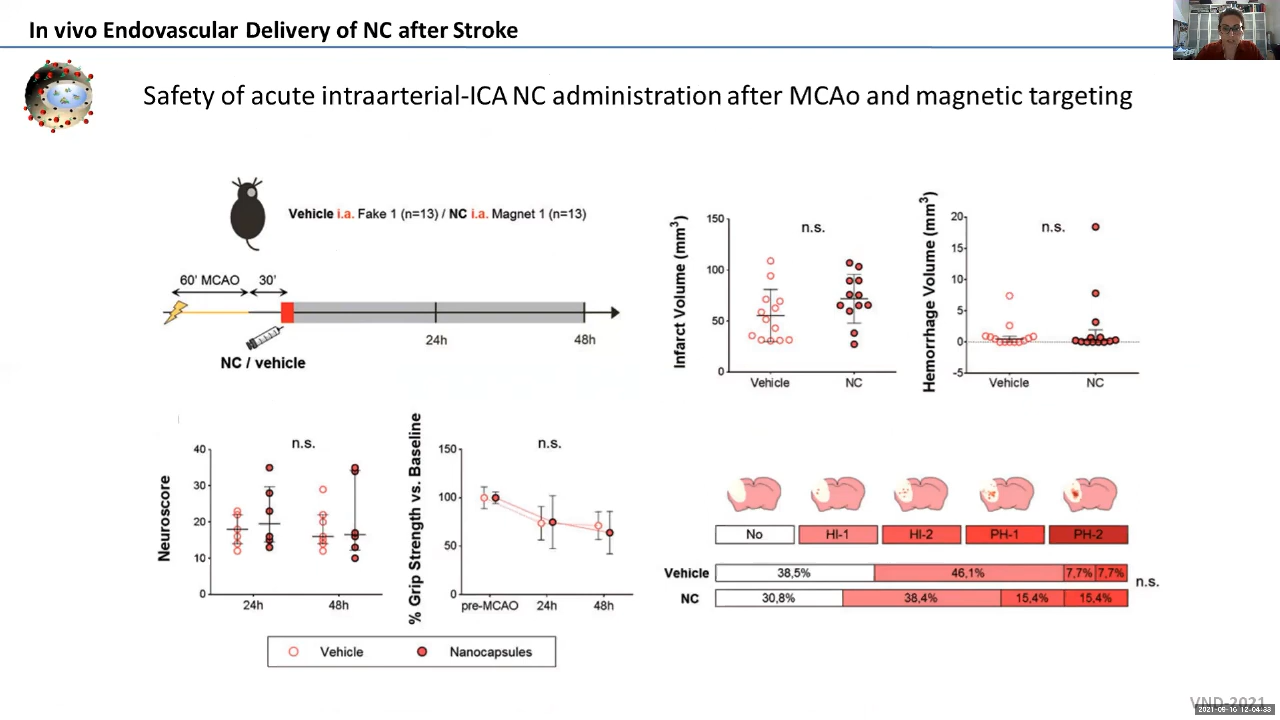 In vivo Endovascular Delivery of NC after Stroke
Safety of acute intraarterial-ICA NC administration after MCAo and magnetic targeting
Vehicle i.a. Fake 1 (n=13) / NC i.a. Magnet 1 (n=13)
60' MCAO 30'
24h 48h
NC / vehicle
Infarct Volume (mm³)
150
100
50
0
n.s.
Vehicle NC
Hemorrhage Volume (mm³)
20
15
10
5
0
-5
n.s.
Vehicle NC
Neuroscore
40
30
20
10
0
n.s.
24h 48h
% Grip Strength vs. Baseline
150
100
50
0
n.s.
pre-MCAO 24h 48h
Vehicle Nanocapsules
No HI-1 HI-2 PH-1 PH-2
Vehicle 38,5% 46,1% 7,7% 7,7%
NC 30,8% 38,4% 15,4% 15,4%
n.s.
VND-2021
2021-09-16 12:04:33